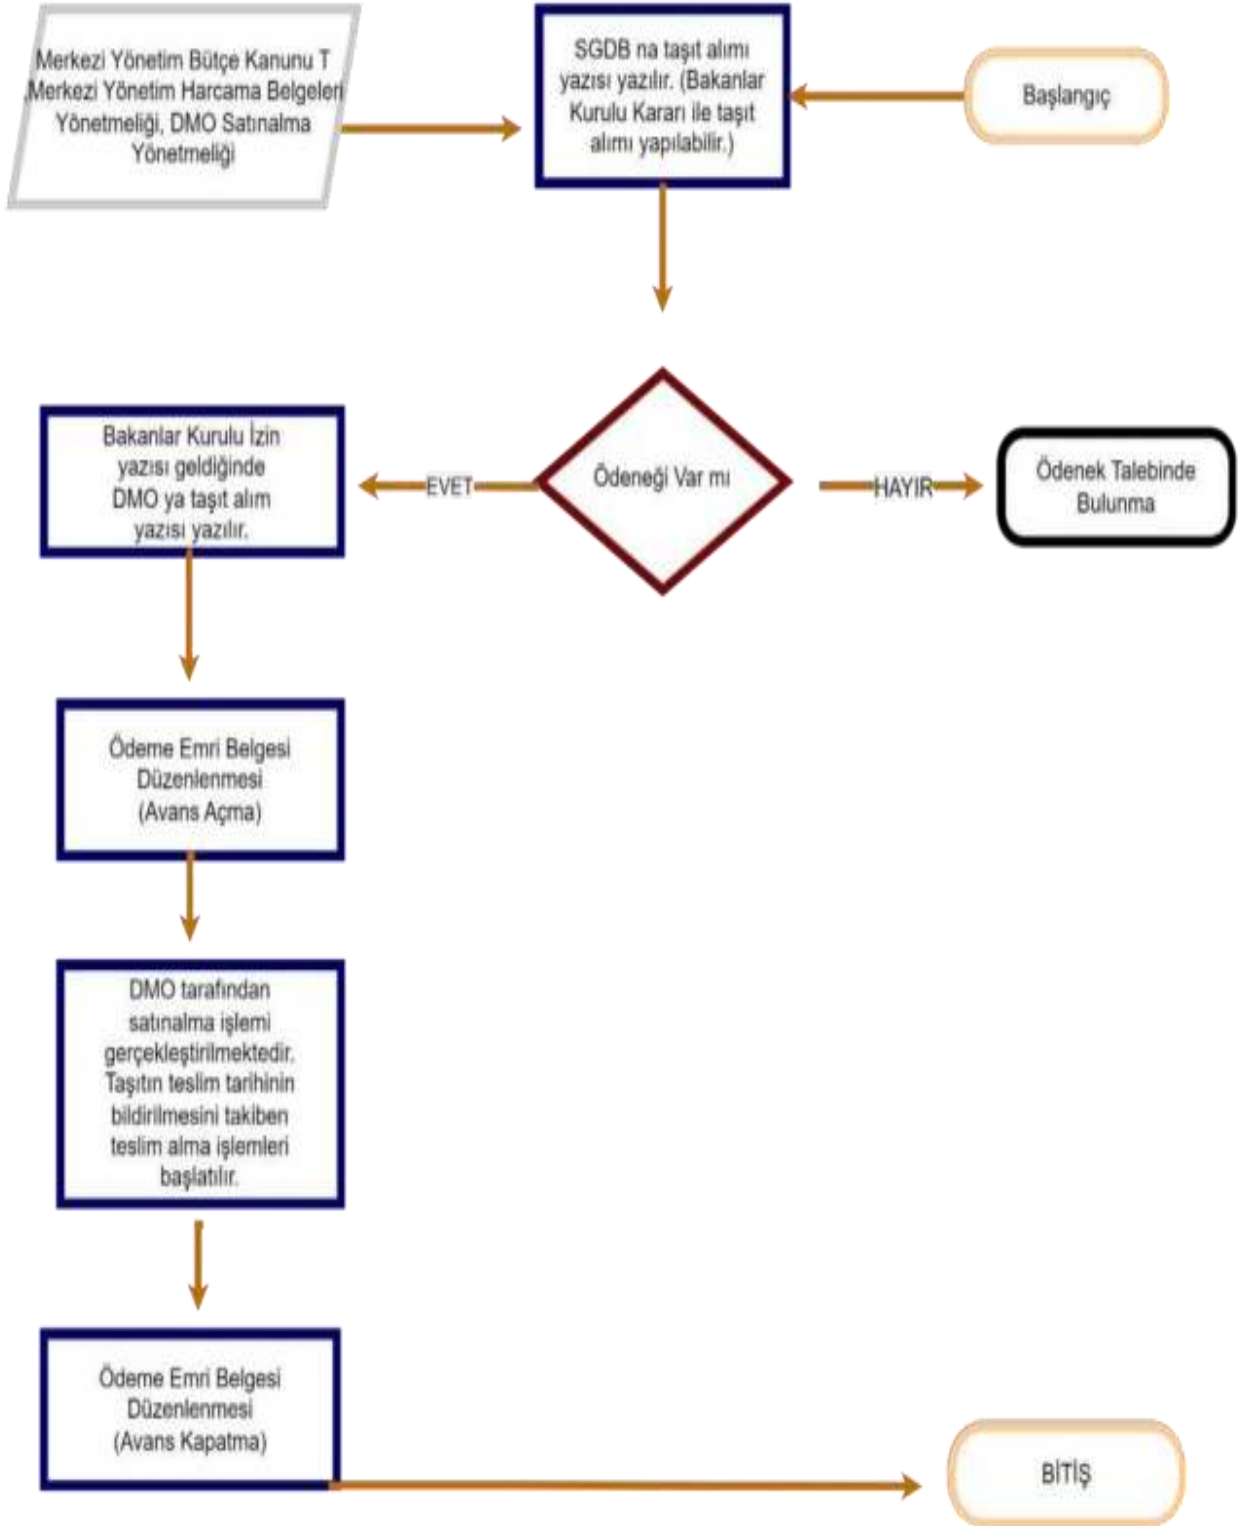 Merkezi Yönetim Bütçe Kanunu T
,Merkezi Yönetim Harcama Belgeleri
Yönetmeliği, DMO Satınalma
Yönetmeliği
SGDB na taşıt alımı
yazısı yazılır. (Bakanlar
Kurulu Kararı ile taşıt
alımı yapılabilir.)
Başlangıç
Bakanlar Kurulu İzin
yazısı geldiğinde
DMO ya taşıt alım
yazısı yazılır.
EVET
Ödeneği Var mı
HAYIR
Ödenek Talebinde
Bulunma
Ödeme Emri Belgesi
Düzenlenmesi
(Avans Açma)
DMO tarafından
satınalma işlemi
gerçekleştirilmektedir.
Taşıtın teslim tarihinin
bildirilmesini takiben
teslim alma işlemleri
başlatılır.
Ödeme Emri Belgesi
Düzenlenmesi
(Avans Kapatma)
BİTİŞ